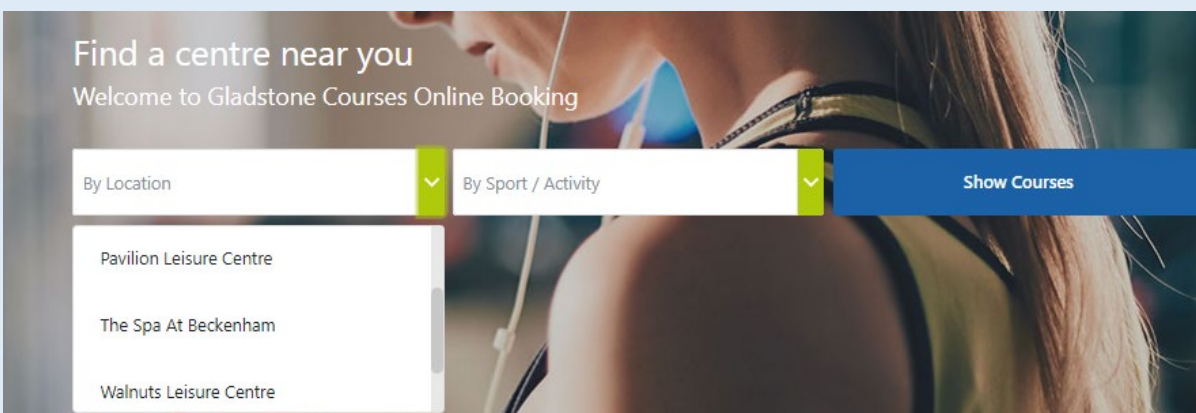 Find a centre near you
Welcome to Gladstone Courses Online Booking
By Location
By Sport / Activity
Show Courses
Pavilion Leisure Centre
The Spa At Beckenham
Walnuts Leisure Centre